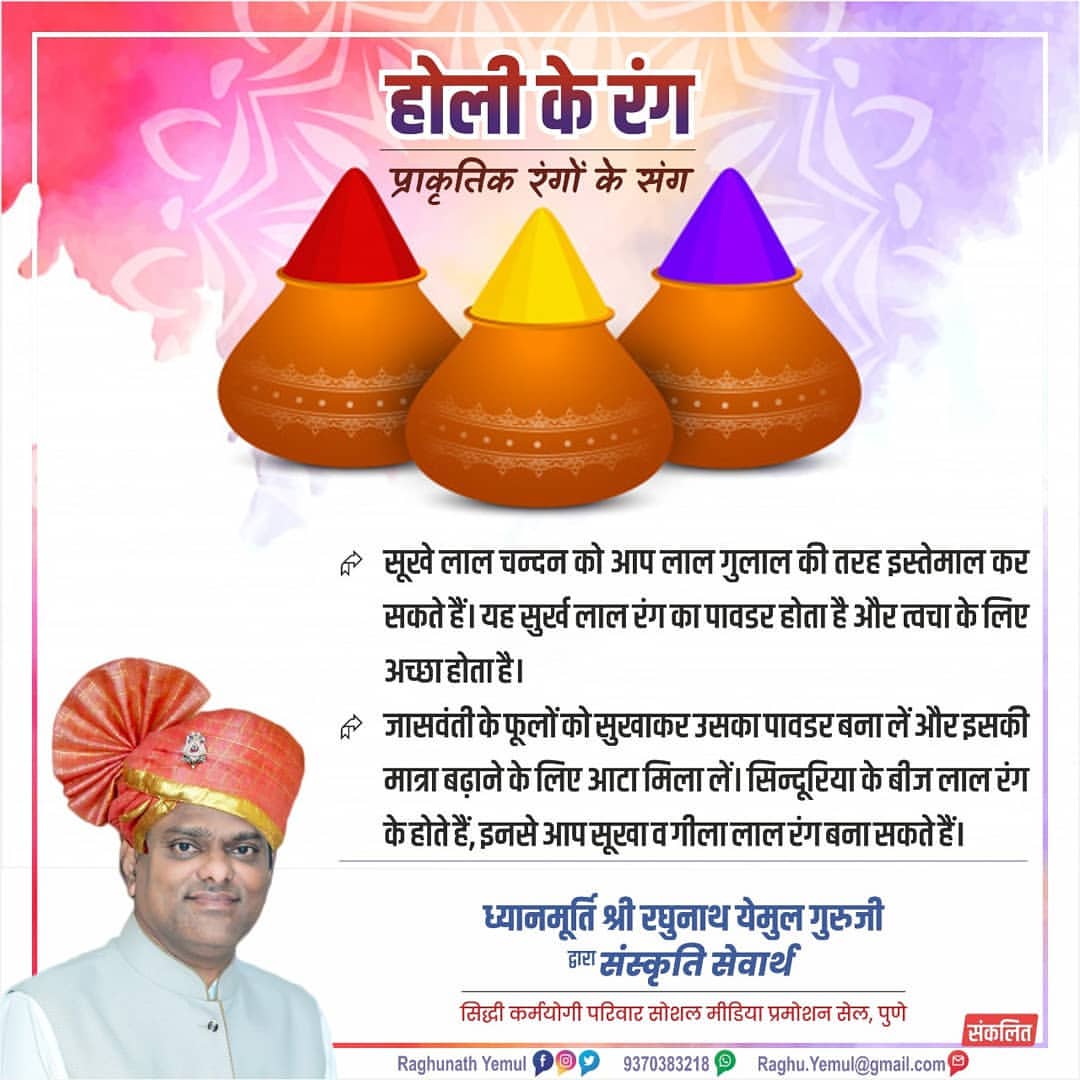 होली के रंग
प्राकृतिक रंगों के संग
सूखे लाल चन्दन को आप लाल गुलाल की तरह इस्तेमाल कर
सकते हैं। यह सुर्ख लाल रंग का पावडर होता है और त्वचा के लिए
अच्छा होता है।
जासवंती के फूलों को सुखाकर उसका पावडर बना लें और इसकी
मात्रा बढ़ाने के लिए आटा मिला लें। सिन्दूरिया के बीज लाल रंग
के होते हैं, इनसे आप सूखा व गीला लाल रंग बना सकते हैं।
ध्यानमूर्ति श्री रघुनाथ येमुल गुरुजी
द्वारा संस्कृति सेवार्थ
सिद्धी कर्मयोगी परिवार सोशल मीडिया प्रमोशन सेल, पुणे
संकलित
Raghunath Yemul 9370383218 Raghu.Yemul@gmail.com